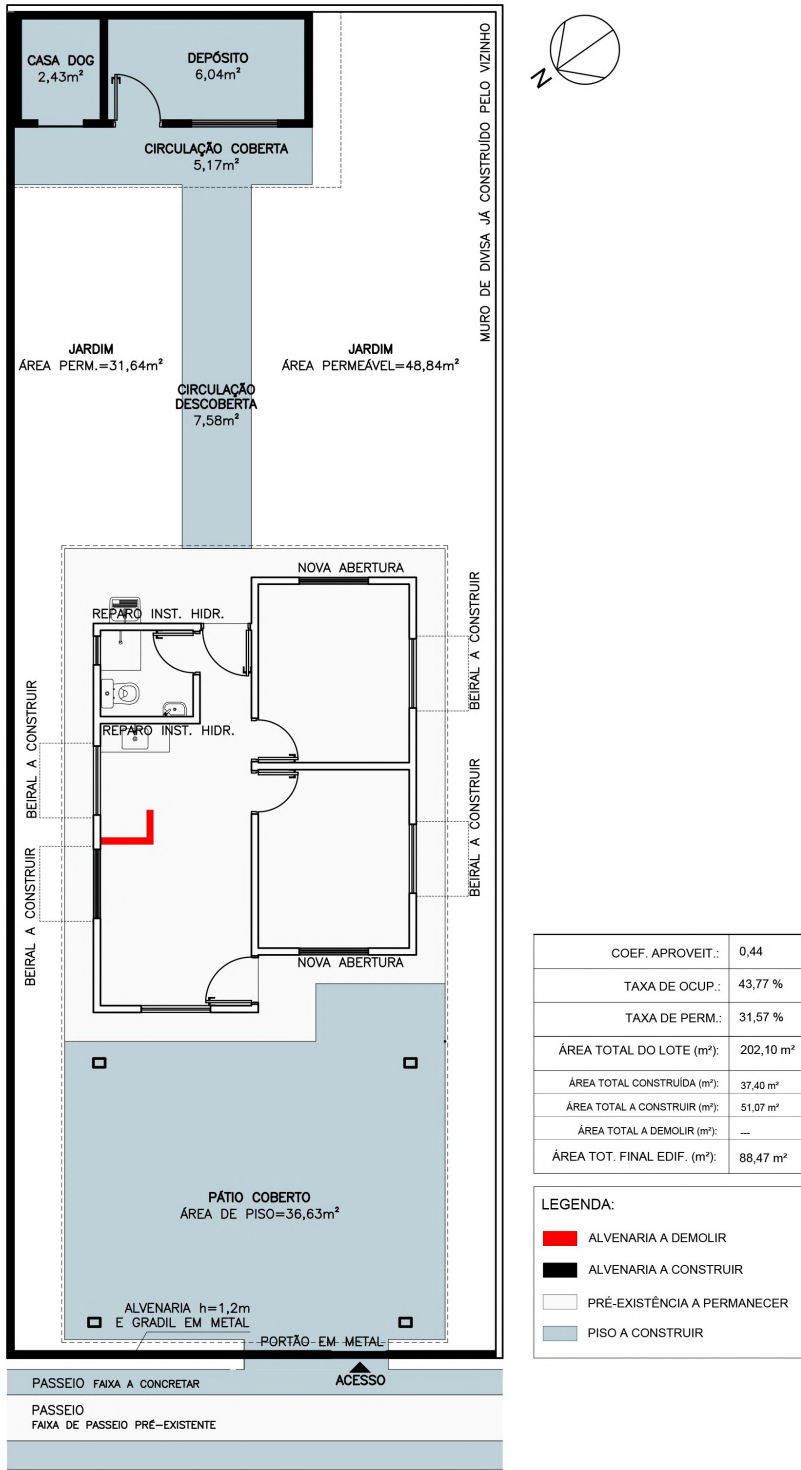 CASA DOG
2,43m²
DEPÓSITO
6,04m²
CIRCULAÇÃO COBERTA
5,17m²
MURO DE DIVISA JÁ CONSTRUÍDO PELO VIZINHO
N
JARDIM
ÁREA PERM.=31,64m²
JARDIM
ÁREA PERMEÁVEL=48,84m²
CIRCULAÇÃO
DESCOBERTA
7,58m²
NOVA ABERTURA
REPARO INST. HIDR.
BEIRAL A CONSTRUIR
BEIRAL A CONSTRUIR
REPARO INST. HIDR.
BEIRAL A CONSTRUIR
BEIRAL A CONSTRUIR
NOVA ABERTURA
PÁTIO COBERTO
ÁREA DE PISO=36,63m²
ALVENARIA h=1,2m
E GRADIL EM METAL
PORTÃO EM METAL
ACESSO
PASSEIO FAIXA A CONCRETAR
PASSEIO
FAIXA DE PASSEIO PRÉ-EXISTENTE
COEF. APROVEIT.: 0,44
TAXA DE OCUP.: 43,77 %
TAXA DE PERM.: 31,57 %
ÁREA TOTAL DO LOTE (m²): 202,10 m²
ÁREA TOTAL CONSTRUÍDA (m²): 37,40 m²
ÁREA TOTAL A CONSTRUIR (m²): 51,07 m²
ÁREA TOTAL A DEMOLIR (m²): ---
ÁREA TOT. FINAL EDIF. (m²): 88,47 m²
LEGENDA:
ALVENARIA A DEMOLIR
ALVENARIA A CONSTRUIR
PRÉ-EXISTÊNCIA A PERMANECER
PISO A CONSTRUIR